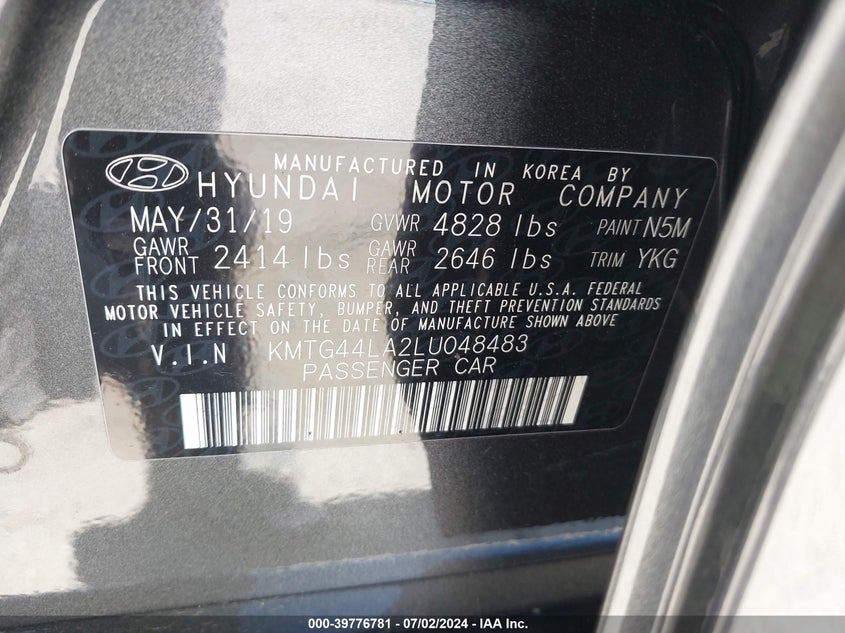 MANUFACTURED IN KOREA BY
HYUNDAI MOTOR COMPANY
MAY/31/19 GVWR 4828 lbs PAINT N5M
GAWR FRONT 2414 lbs GAWR REAR 2646 lbs TRIM YKG
THIS VEHICLE CONFORMS TO ALL APPLICABLE U.S.A. FEDERAL
MOTOR VEHICLE SAFETY, BUMPER, AND THEFT PREVENTION STANDARDS
IN EFFECT ON THE DATE OF MANUFACTURE SHOWN ABOVE
V.I.N KMTG44LA2LU048483
PASSENGER CAR
000-39776781 / 07/02/2024 - IAA Inc.